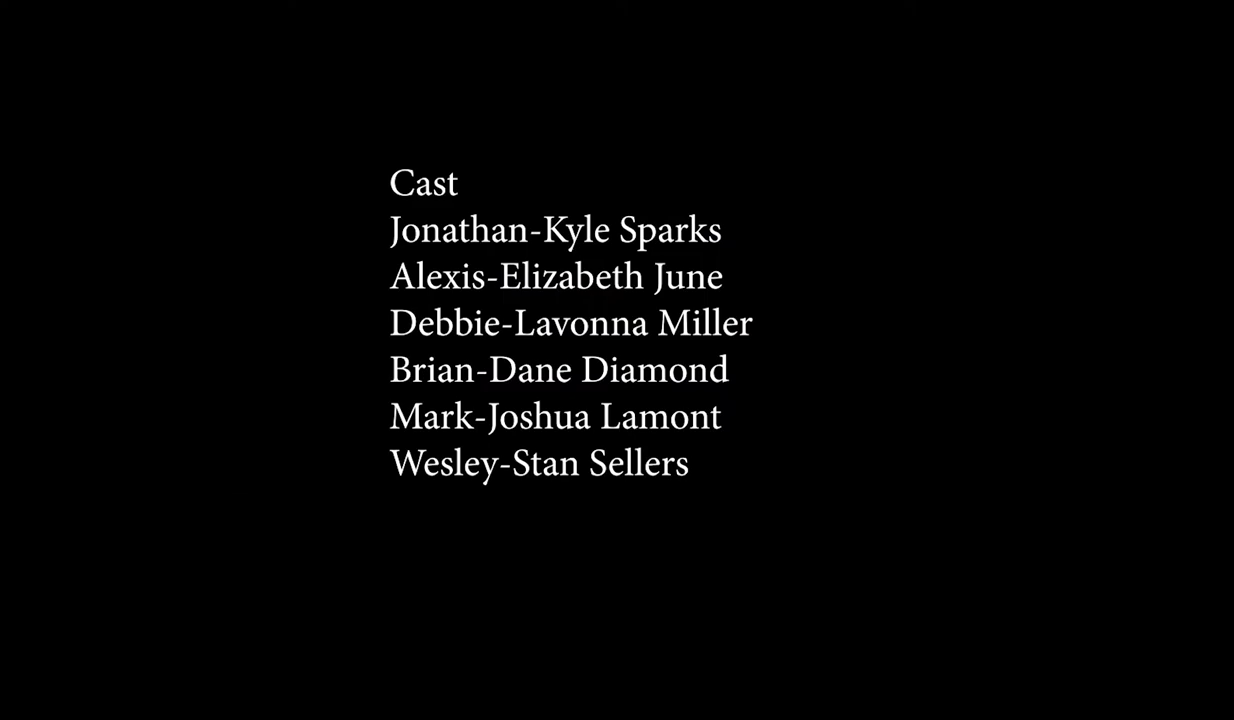 Cast
Jonathan-Kyle Sparks
Alexis-Elizabeth June
Debbie-Lavonna Miller
Brian-Dane Diamond
Mark-Joshua Lamont
Wesley-Stan Sellers